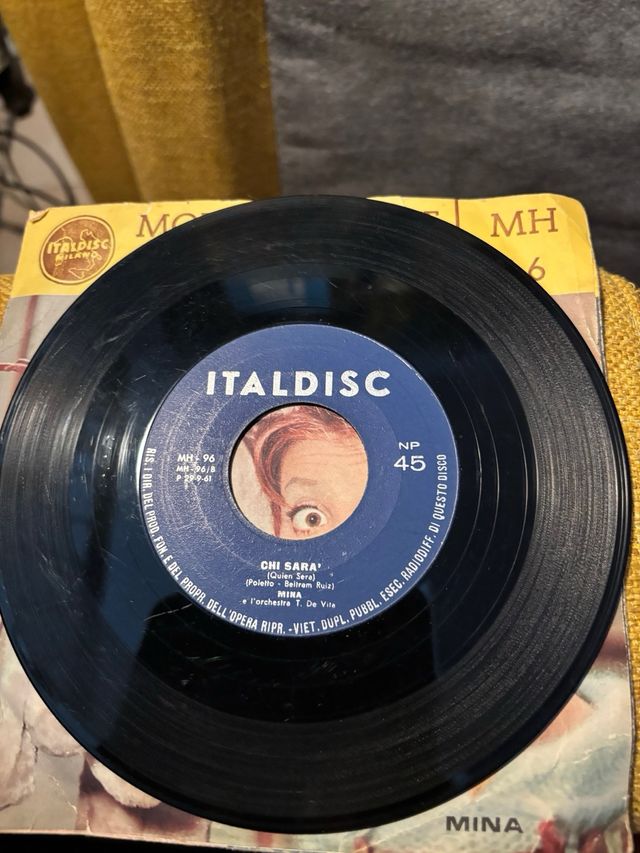 ITALDISC
MILANO
MH
6
ITALDISC
MH - 96
MH - 96/B
P 29-9-61
NP
45
CHI SARA'
(Quien Sera)
(Poletto - Beltram Ruiz)
MINA
e l'orchestra T. De Vita
RIS. I DIR. DEL PROD. FON. E DEL PROPR. DELL'OPERA RIPR. - VIET. DUPL. PUBBL. ESEC. RADIODIFF. DI QUESTO DISCO
MINA